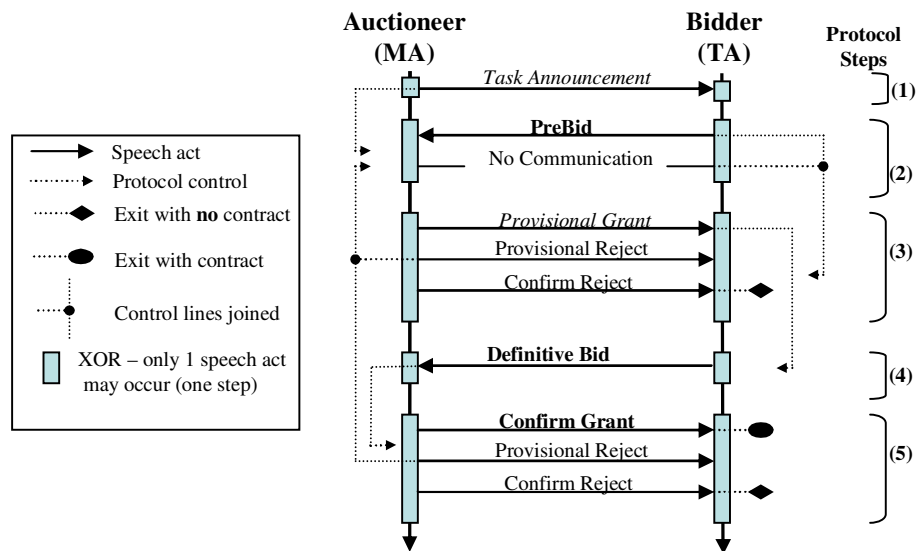 Auctioneer
(MA)
Bidder
(TA)
Protocol
Steps
Task Announcement
(1)
PreBid
No Communication
(2)
Provisional Grant
Provisional Reject
Confirm Reject
(3)
Definitive Bid
(4)
Confirm Grant
Provisional Reject
Confirm Reject
(5)
Speech act
Protocol control
Exit with no contract
Exit with contract
Control lines joined
XOR – only 1 speech act
may occur (one step)